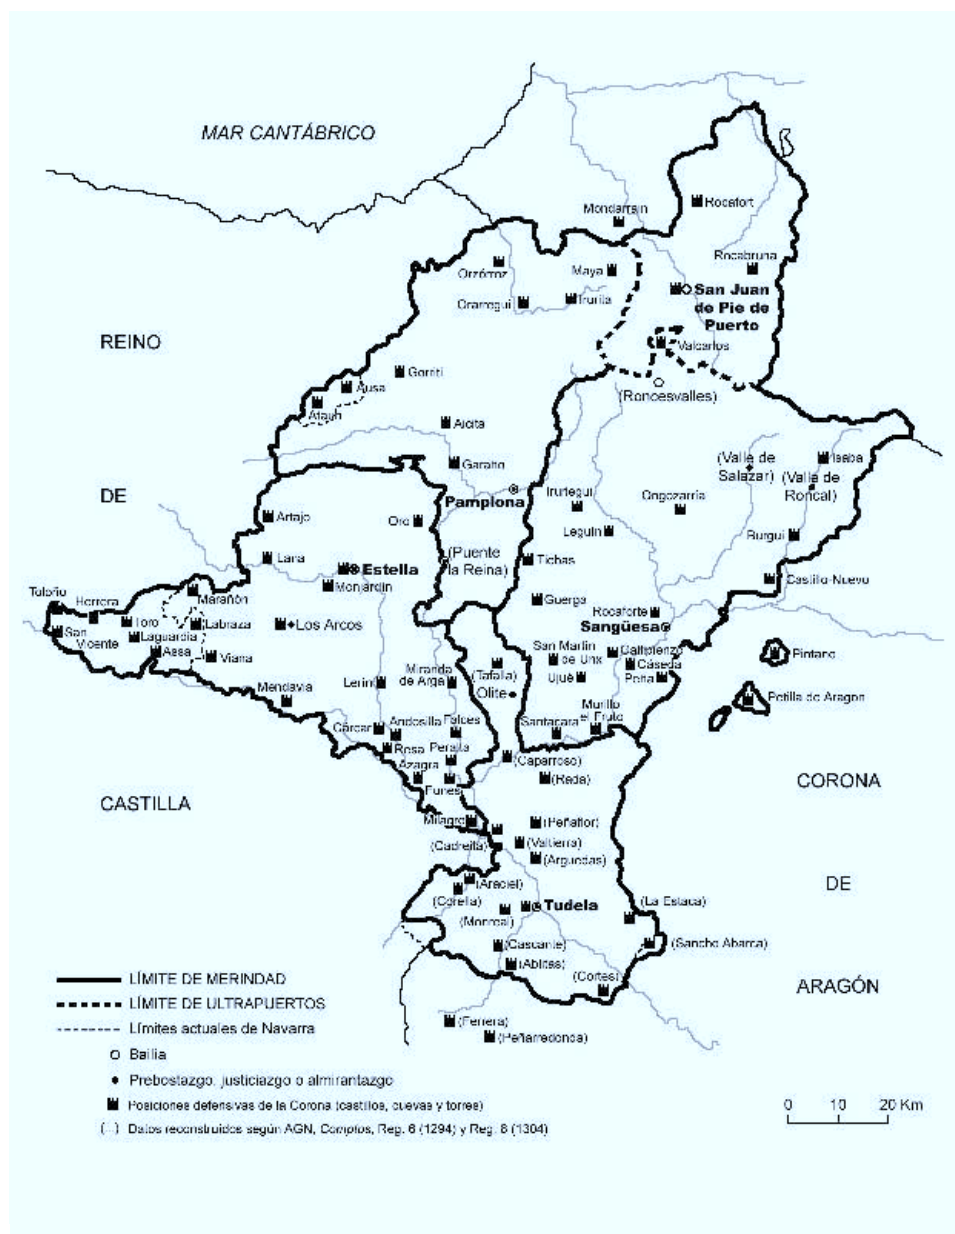 MAR CANTÁBRICO
Mondarrain
Rocafort
Rocabruna
Orzórroz
Maya
San Juan
de Pie de
Puerto
Orarregui
Irurita
REINO
Valcarlos
Gorriti
Ausa
(Roncesvalles)
Ataun
Aicita
Garaño
(Valle de
Salazar)
Isaba
(Valle de
Roncal)
DE
Pamplona
Irurlegui
Ongozarria
Artajo
Oro
Leguin
Burgui
Lana
Estella
(Puente
la Reina)
Tichas
Monjardín
Castillo-Nuevo
Toloño
Herrera
Marañón
Guerga
Rocaforte
Toro
Labraza
Los Arcos
Sangüesa
San
Vicente
Laguardia
Assa
Viana
San Martín
de Unx
Gallipienzo
Cáseda
Pintano
Miranda
de Arga
(Tafalla)
Ujué
Peña
Mendavia
Lerín
Olite
Petilla de Aragon
Murillo
el Fruto
Cárcar
Andosilla
Falces
Santacara
Resa
Peralta
(Caparroso)
Azagra
(Rada)
CORONA
Funes
CASTILLA
Milagro
(Peñaflor)
(Cadreita)
(Valtierra)
(Arguedas)
(Araciel)
DE
(Corella)
Tudela
(La Estaca)
(Monreal)
(Cascante)
(Sancho Abarca)
(Ablitas)
(Cortes)
ARAGÓN
LÍMITE DE MERINDAD
LÍMITE DE ULTRAPUERTOS
(Ferrera)
Límites actuales de Navarra
(Peñarredonda)
Bailia
Prebostazgo, justiciazgo o almirantazgo
Posiciones defensivas de la Corona (castillos, cuevas y torres)
0 10 20 Km
(...) Datos reconstruidos según AGN, Comptos, Reg. 6 (1294) y Reg. 8 (1304)